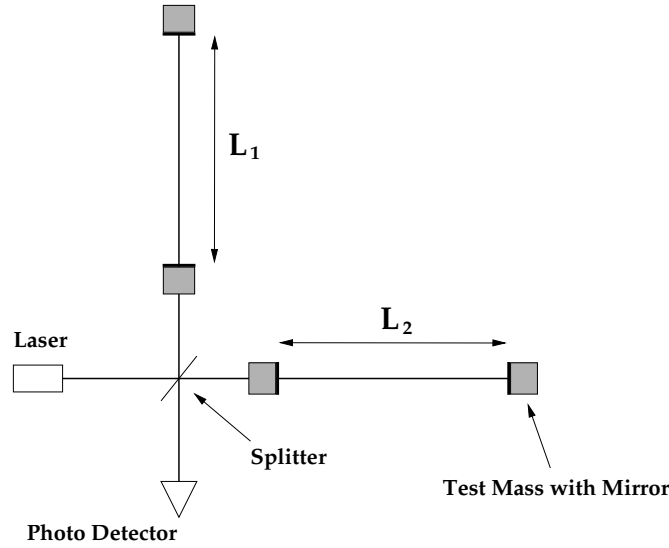 L1
L2
Laser
Splitter
Test Mass with Mirror
Photo Detector